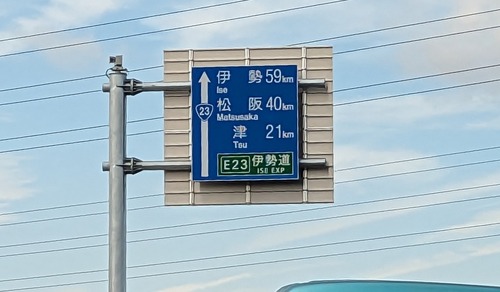 伊勢 59km
Ise
松阪 40km
Matsusaka
23
津 21km
Tsu
E23 伊勢道
ISE EXP